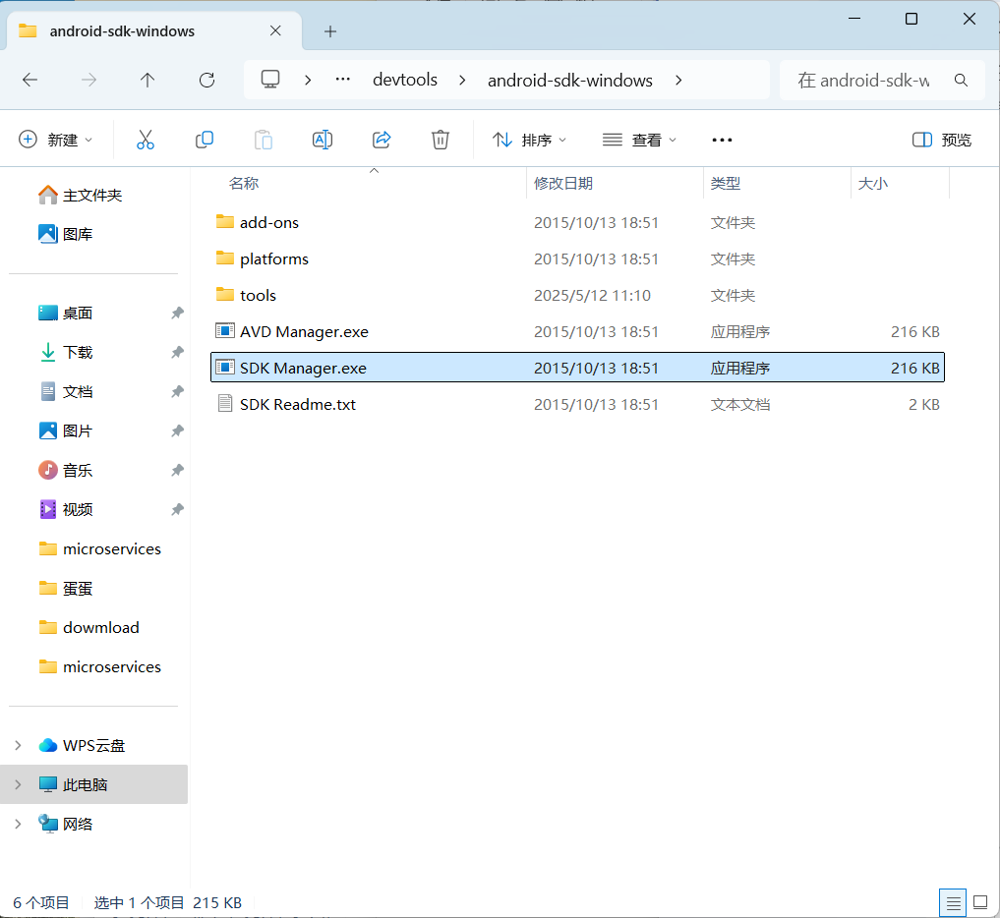 android-sdk-windows
devtools
android-sdk-windows
在 android-sdk-w
新建
排序
查看
预览
名称 修改日期 类型 大小
主文件夹
图库
桌面
下载
文档
图片
音乐
视频
microservices
蛋蛋
dowmload
microservices
WPS云盘
此电脑
网络
add-ons 2015/10/13 18:51 文件夹
platforms 2015/10/13 18:51 文件夹
tools 2025/5/12 11:10 文件夹
AVD Manager.exe 2015/10/13 18:51 应用程序 216 KB
SDK Manager.exe 2015/10/13 18:51 应用程序 216 KB
SDK Readme.txt 2015/10/13 18:51 文本文档 2 KB
6 个项目 选中 1 个项目 215 KB